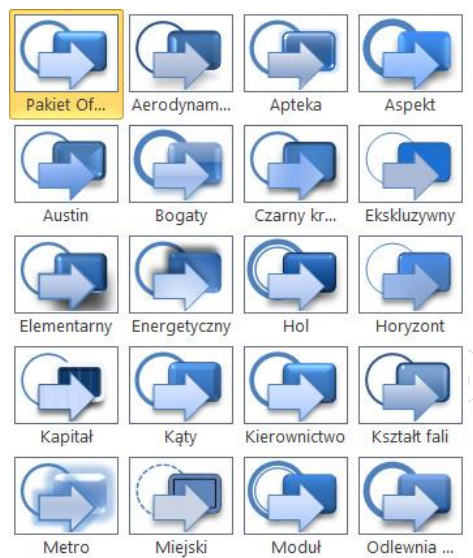 Pakiet Of...
Aerodynam...
Apteka
Aspekt
Austin
Bogaty
Czarny kr...
Ekskluzywny
Elementarny
Energetyczny
Hol
Horyzont
Kapitał
Kąty
Kierownictwo
Kształt fali
Metro
Miejski
Moduł
Odlewnia ...